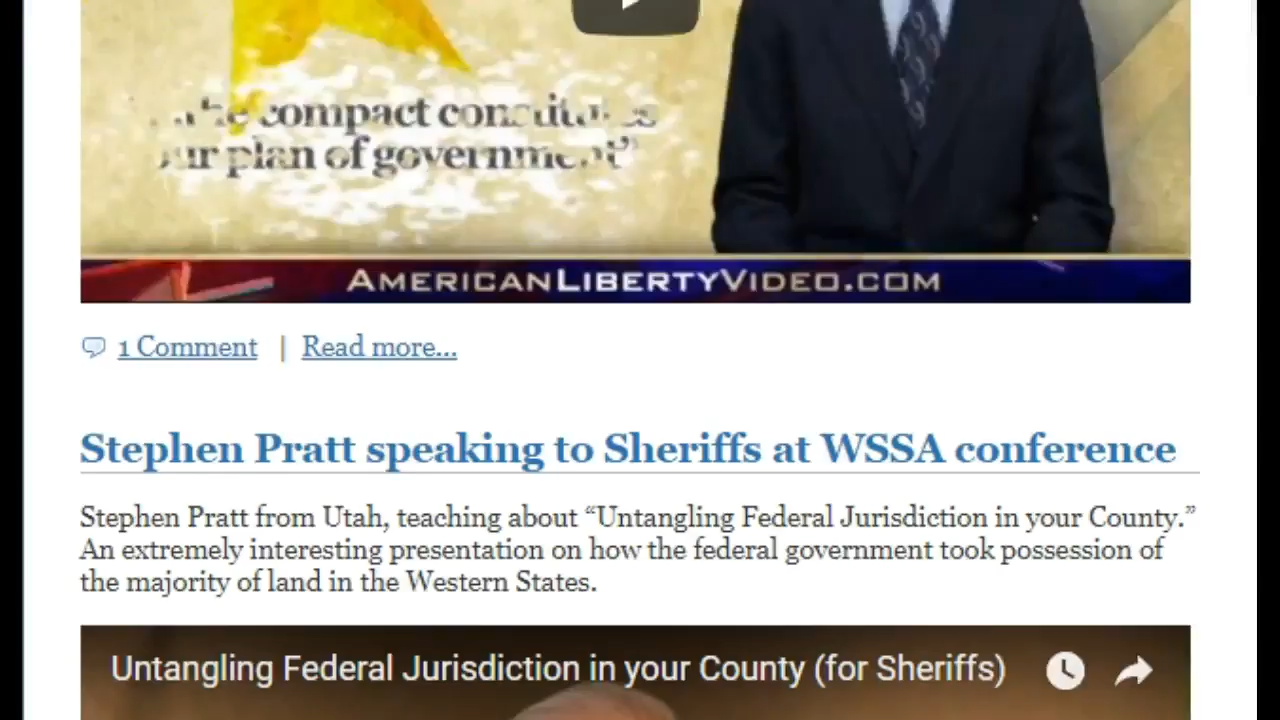 compact
plan of government”
AMERICANLIBERTYVIDEO.COM
1 Comment | Read more...
Stephen Pratt speaking to Sheriffs at WSSA conference
Stephen Pratt from Utah, teaching about “Untangling Federal Jurisdiction in your County.”
An extremely interesting presentation on how the federal government took possession of
the majority of land in the Western States.
Untangling Federal Jurisdiction in your County (for Sheriffs)